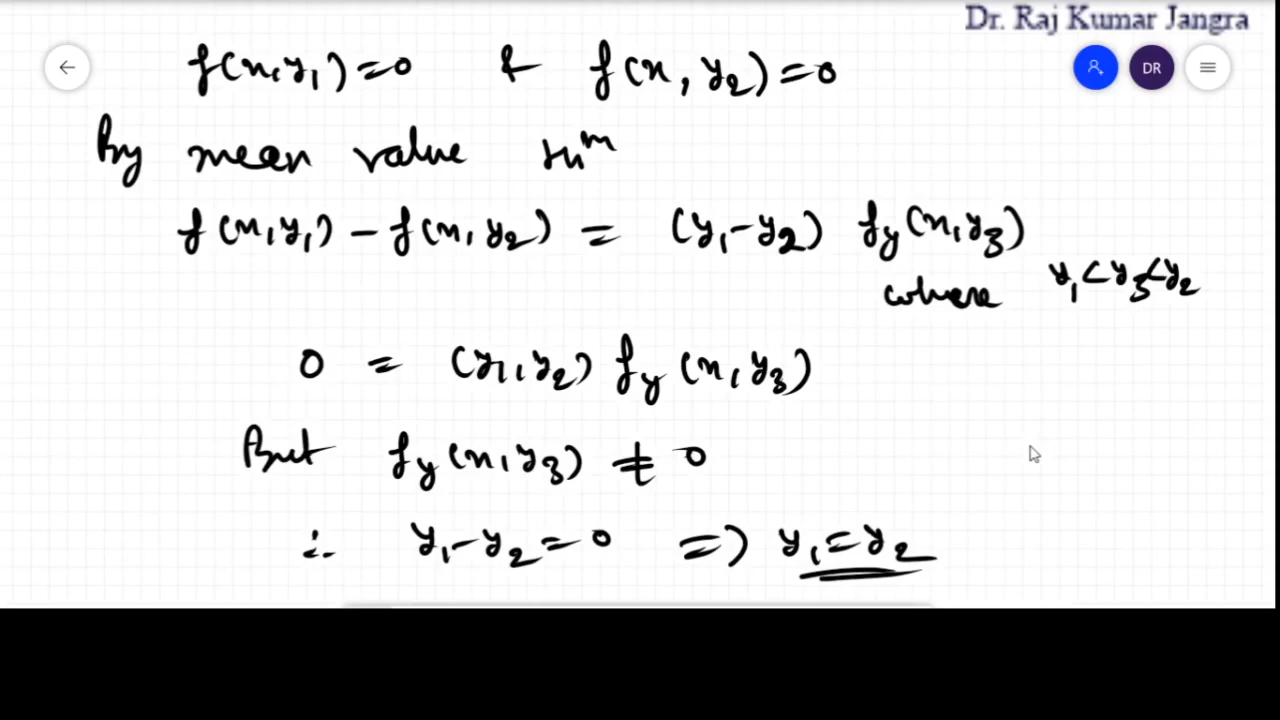 Dr. Raj Kumar Jangra
f(x,y₁)=0 & f(x,y₂)=0
DR
By mean value thm
f(x,y₁) - f(x,y₂) = (y₁-y₂) fy(x,y₃)
where y₁<y₃<y₂
0 = (y₁,y₂) fy(x,y₃)
But fy(x,y₃) ≠ 0
∴ y₁-y₂=0 => y₁=y₂